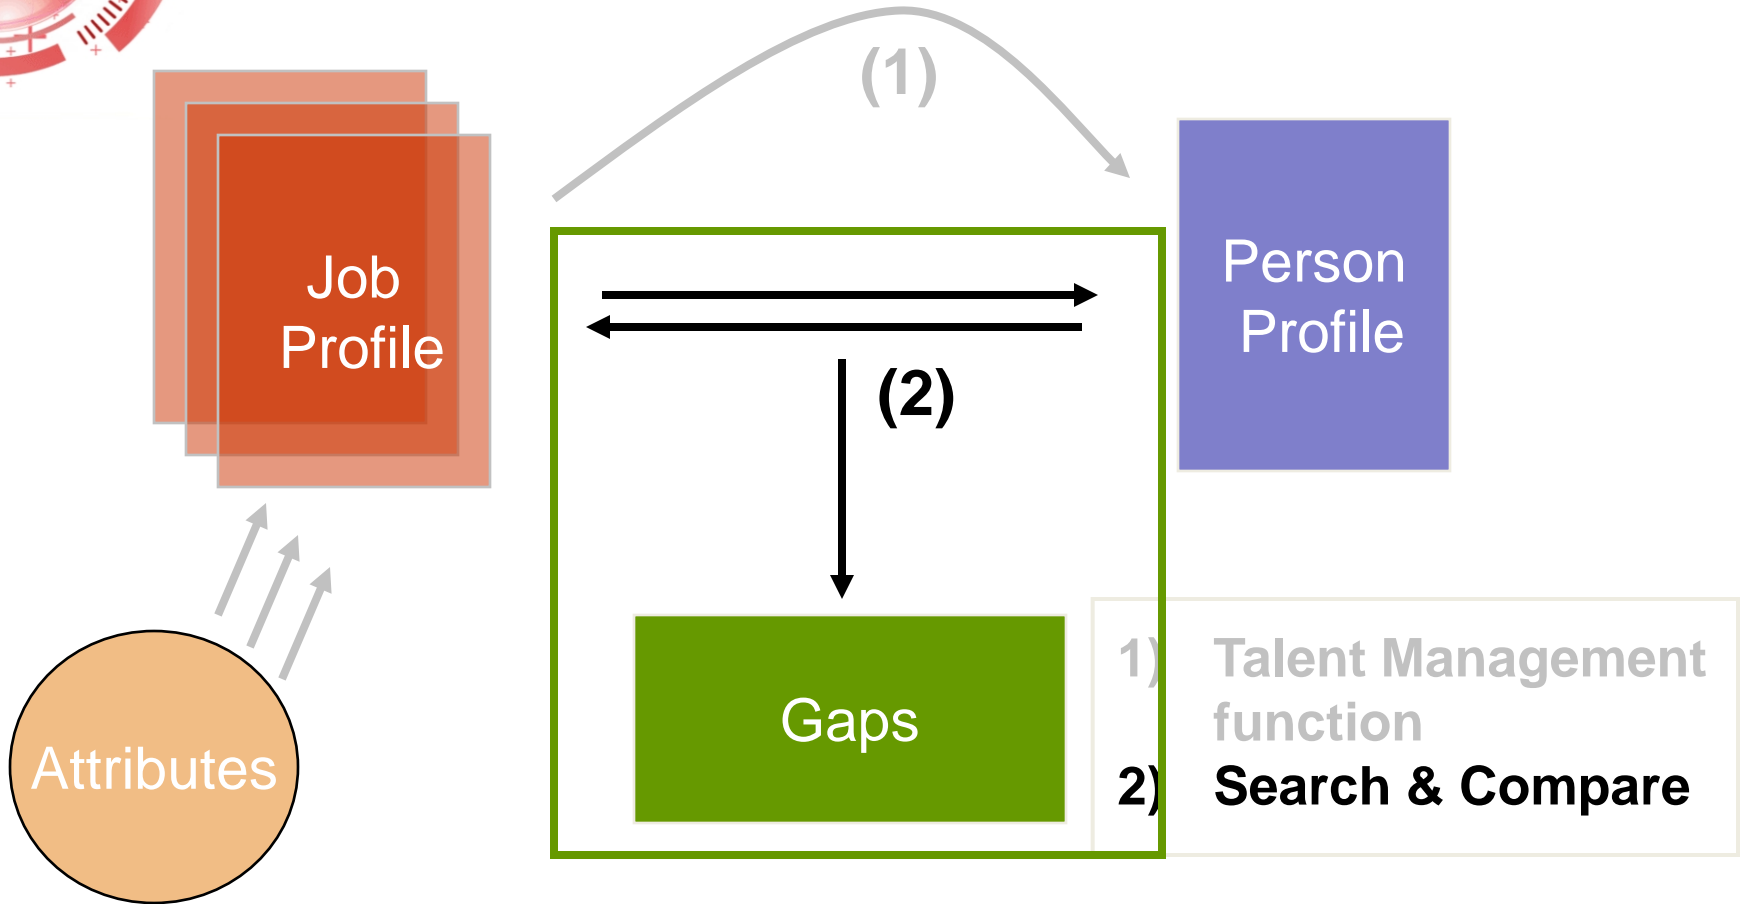 (1)
Job
Profile
Person
Profile
(2)
Gaps
Attributes
1) Talent Management
function
2) Search & Compare